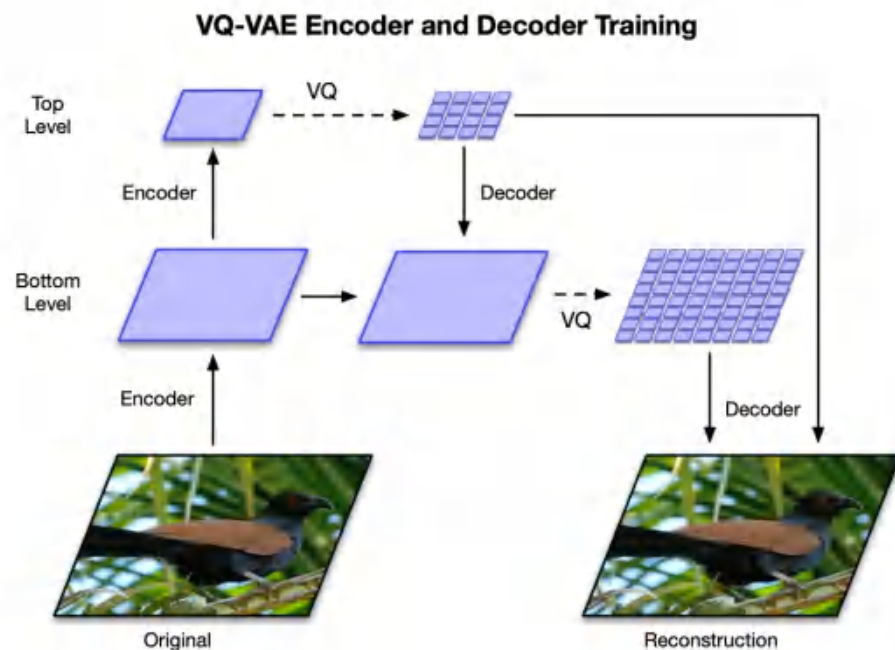 VQ-VAE Encoder and Decoder Training
Top
Level
VQ
Encoder
Decoder
Bottom
Level
VQ
Encoder
Decoder
Original
Reconstruction